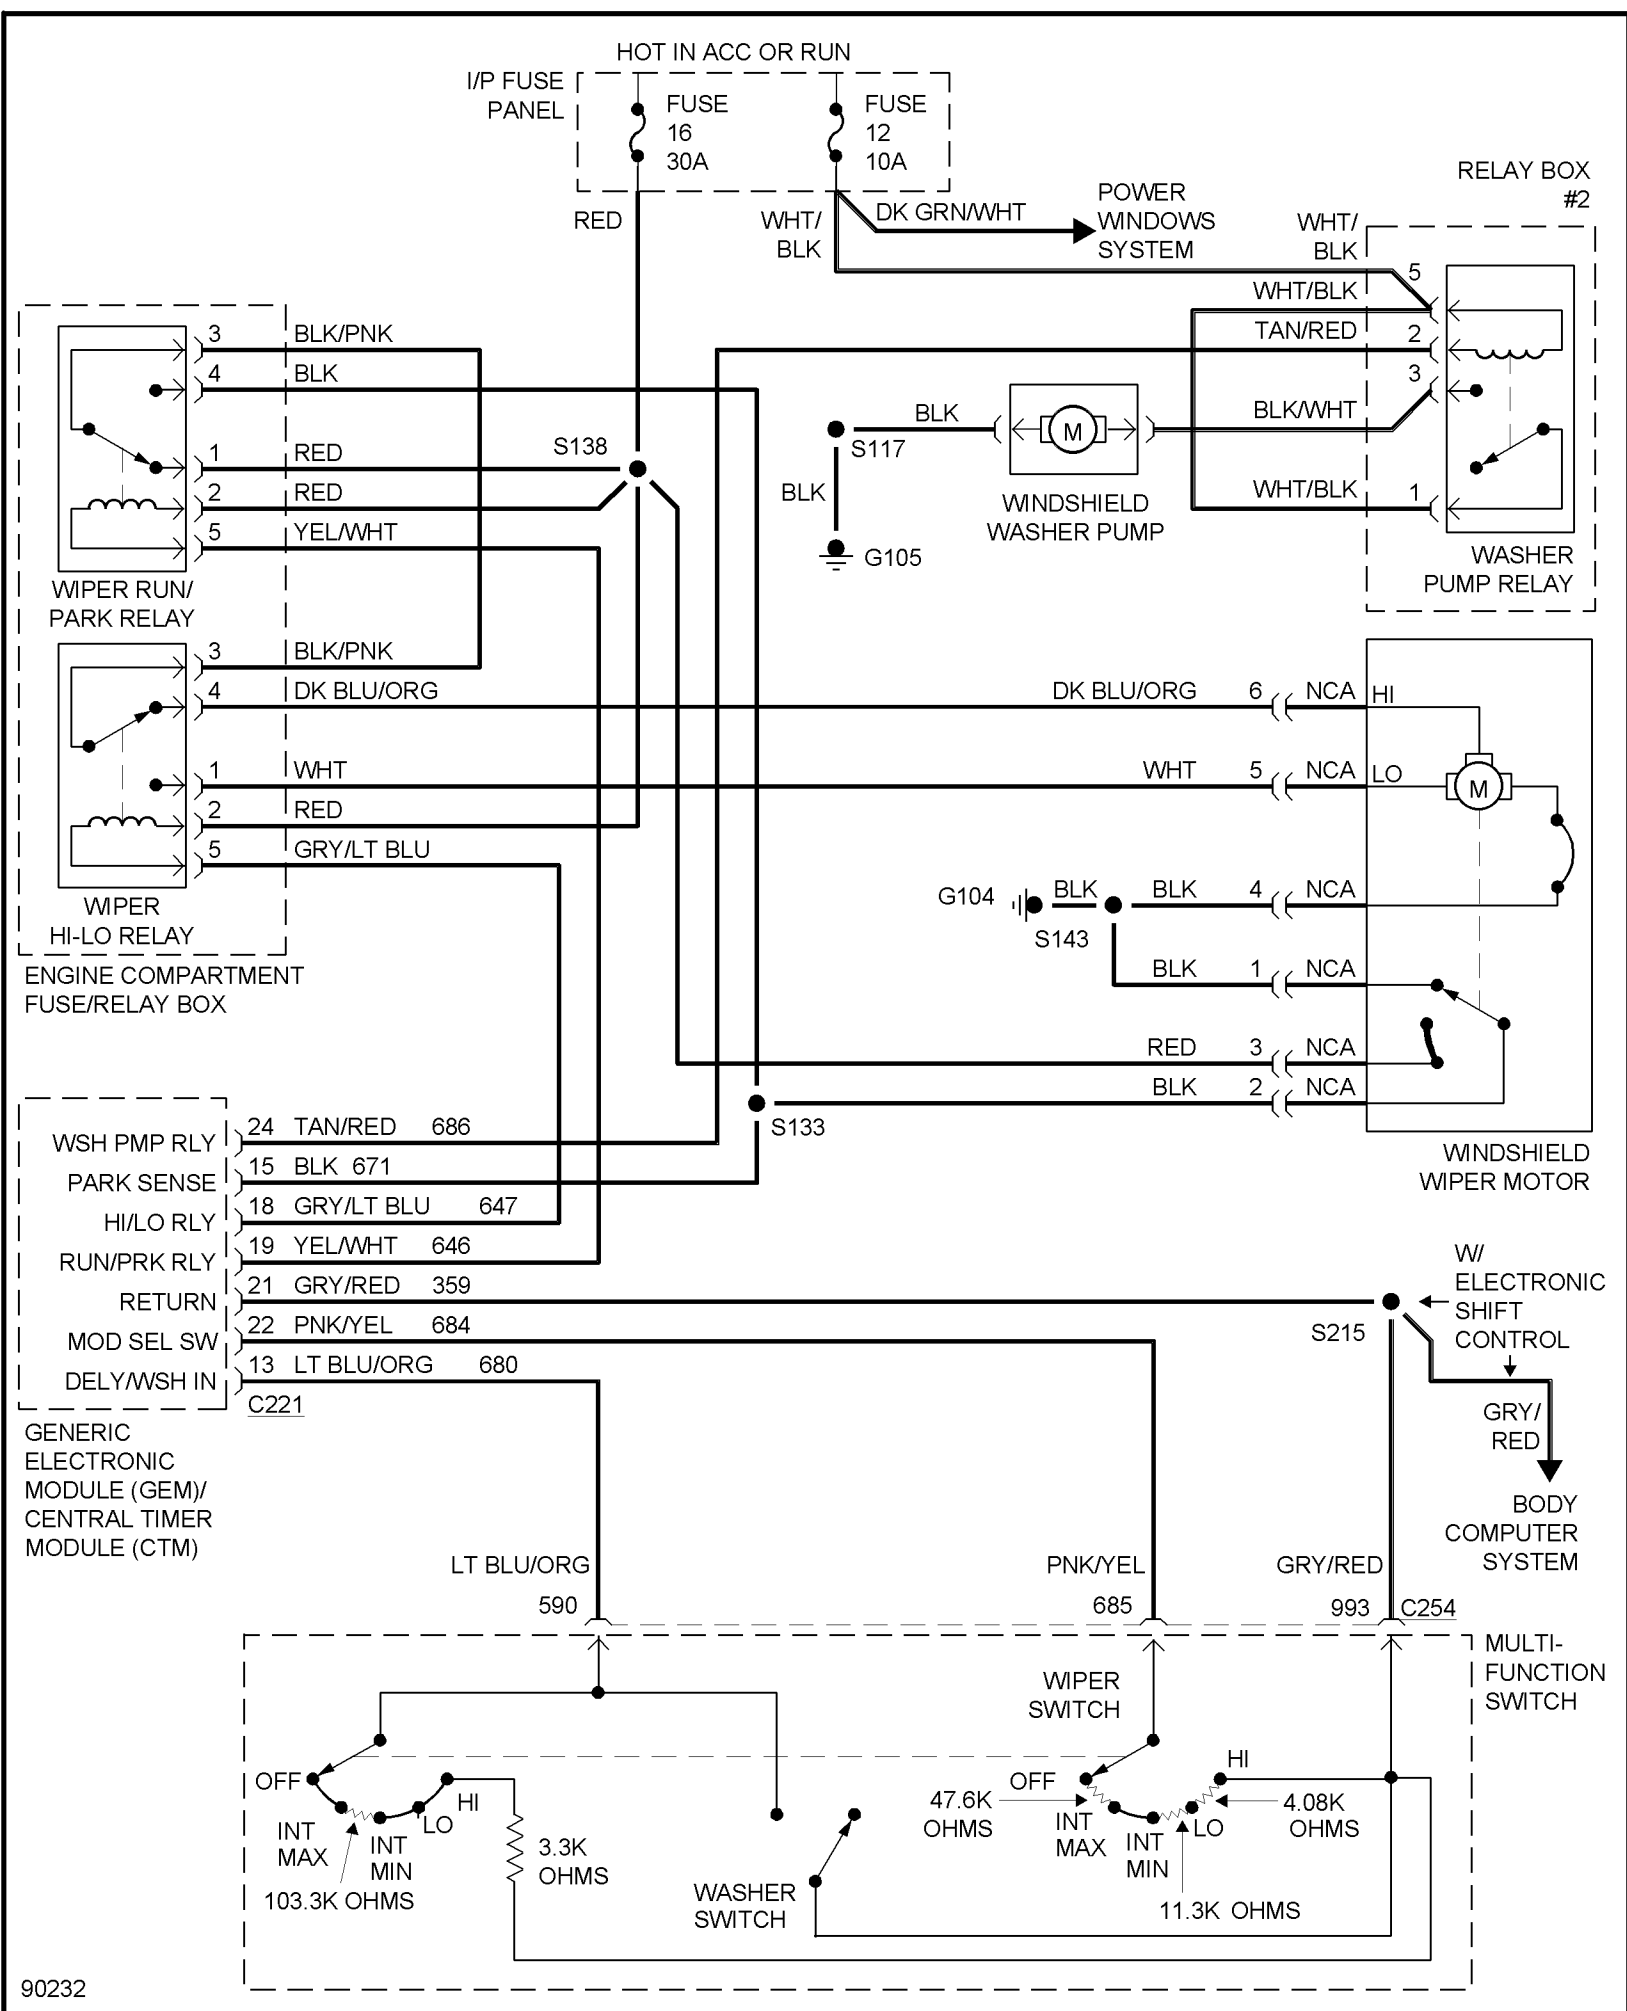 HOT IN ACC OR RUN
I/P FUSE
PANEL
FUSE
16
30A
FUSE
12
10A
RED
WHT/
BLK
DK GRN/WHT
POWER
WINDOWS
SYSTEM
RELAY BOX
#2
WHT/
BLK
5
WHT/BLK
TAN/RED
2
3
BLK/WHT
WHT/BLK
1
WASHER
PUMP RELAY
BLK
S117
BLK
G105
M
WINDSHIELD
WASHER PUMP
S138
3
BLK/PNK
4
BLK
1
RED
2
RED
5
YEL/WHT
WIPER RUN/
PARK RELAY
3
BLK/PNK
4
DK BLU/ORG
1
WHT
2
RED
5
GRY/LT BLU
WIPER
HI-LO RELAY
ENGINE COMPARTMENT
FUSE/RELAY BOX
DK BLU/ORG
6
NCA
HI
WHT
5
NCA
LO
M
G104
BLK
S143
BLK
4
NCA
BLK
1
NCA
RED
3
NCA
BLK
2
NCA
S133
WINDSHIELD
WIPER MOTOR
WSH PMP RLY
24
TAN/RED
686
PARK SENSE
15
BLK
671
HI/LO RLY
18
GRY/LT BLU
647
RUN/PRK RLY
19
YEL/WHT
646
RETURN
21
GRY/RED
359
MOD SEL SW
22
PNK/YEL
684
DELY/WSH IN
13
LT BLU/ORG
680
C221
GENERIC
ELECTRONIC
MODULE (GEM)/
CENTRAL TIMER
MODULE (CTM)
S215
W/
ELECTRONIC
SHIFT
CONTROL
GRY/
RED
BODY
COMPUTER
SYSTEM
LT BLU/ORG
590
PNK/YEL
685
GRY/RED
993
C254
MULTI-
FUNCTION
SWITCH
WIPER
SWITCH
OFF
INT
MAX
INT
MIN
LO
HI
103.3K OHMS
3.3K
OHMS
WASHER
SWITCH
OFF
47.6K
OHMS
INT
MAX
INT
MIN
LO
HI
4.08K
OHMS
11.3K OHMS
90232